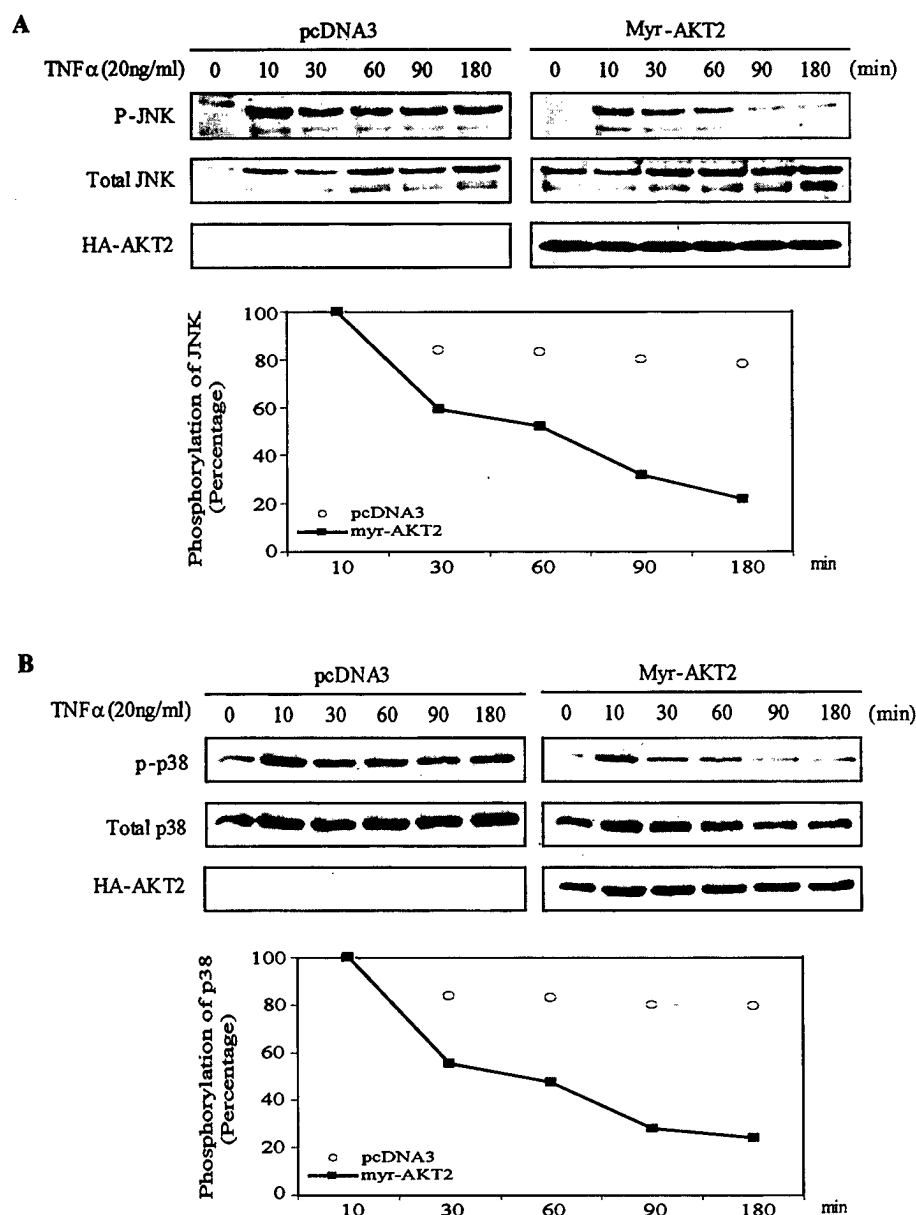 A
pcDNA3 Myr-AKT2
TNFα(20ng/ml) 0 10 30 60 90 180 0 10 30 60 90 180 (min)
P-JNK
Total JNK
HA-AKT2
Phosphorylation of JNK
(Percentage)
100
80
60
40
20
0
pcDNA3
myr-AKT2
10 30 60 90 180 min
B
pcDNA3 Myr-AKT2
TNFα(20ng/ml) 0 10 30 60 90 180 0 10 30 60 90 180 (min)
p-p38
Total p38
HA-AKT2
Phosphorylation of p38
(Percentage)
100
80
60
40
20
0
pcDNA3
myr-AKT2
10 30 60 90 180 min